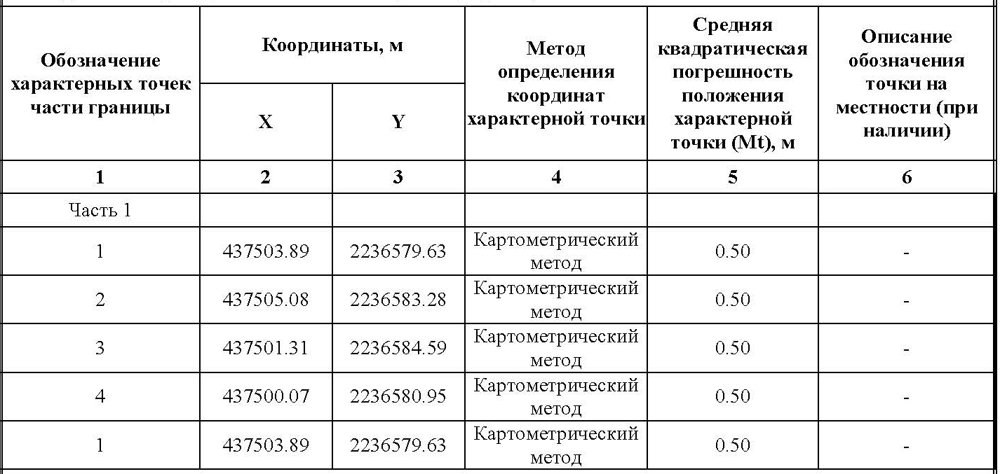 Обозначение
характерных точек
части границы
Координаты, м
X
Y
Метод
определения
координат
характерной точки
Средняя
квадратическая
погрешность
положения
характерной
точки (Mt), м
Описание
обозначения
точки на
местности (при
наличии)
1 2 3 4 5 6
Часть 1
1 437503.89 2236579.63 Картометрический
метод 0.50 -
2 437505.08 2236583.28 Картометрический
метод 0.50 -
3 437501.31 2236584.59 Картометрический
метод 0.50 -
4 437500.07 2236580.95 Картометрический
метод 0.50 -
1 437503.89 2236579.63 Картометрический
метод 0.50 -